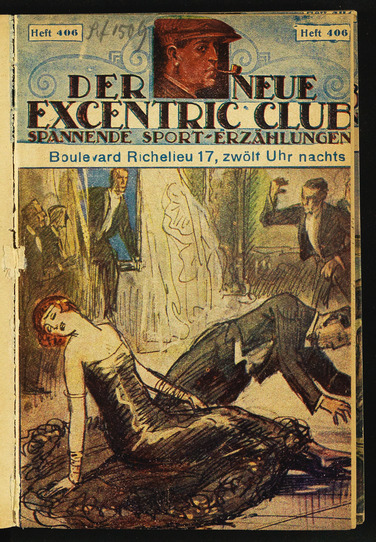 Heft 406
Heft 406
DER NEUE
EXCENTRIC CLUB
SPANNENDE SPORT-ERZÄHLUNGEN
Boulevard Richelieu 17, zwölf Uhr nachts